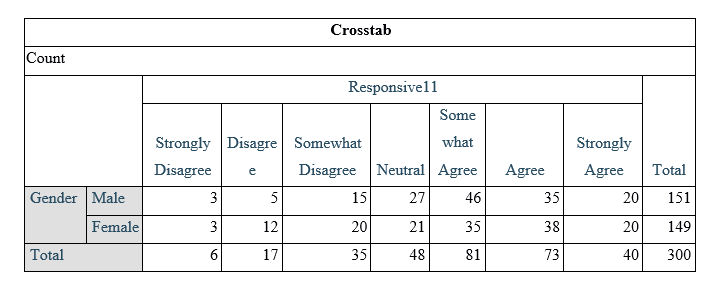 Crosstab
Count
Responsive11
Strongly Disagree Disagre e Somewhat Disagree Neutral Some what Agree Agree Strongly Agree Total
Gender Male 3 5 15 27 46 35 20 151
Female 3 12 20 21 35 38 20 149
Total 6 17 35 48 81 73 40 300